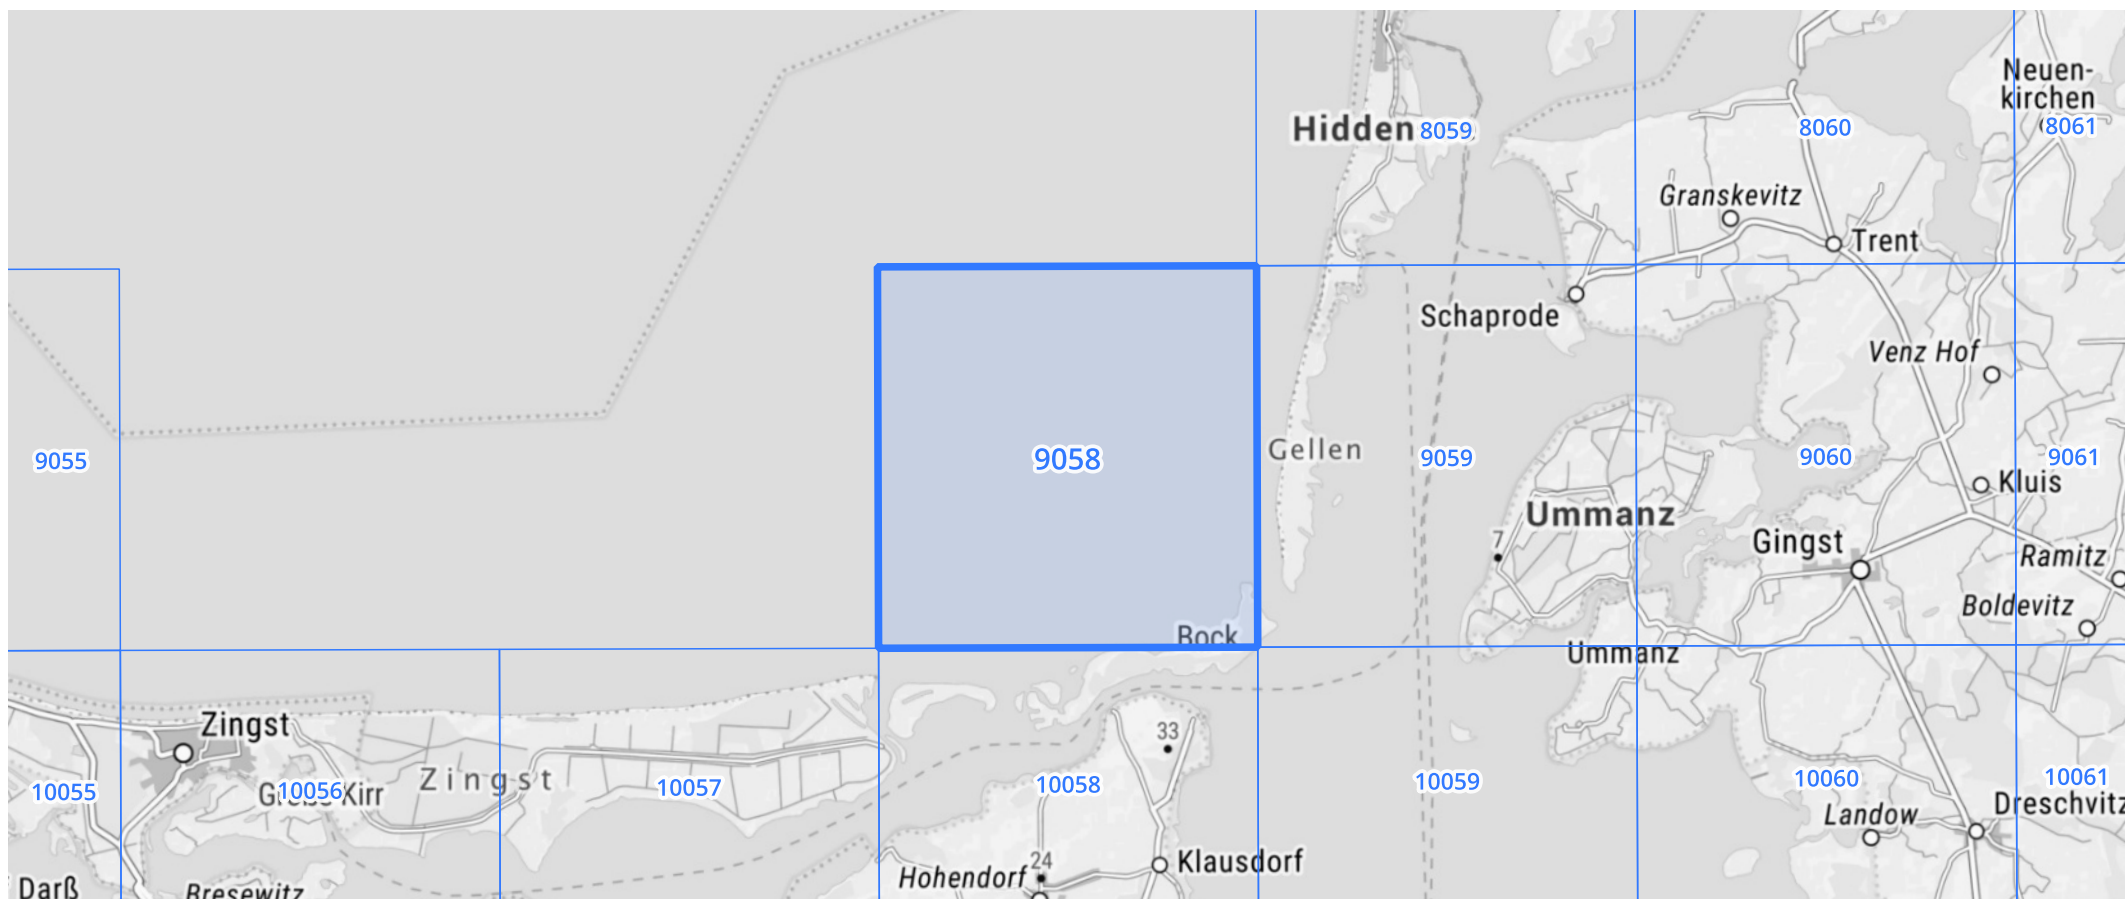 Neuen-
kirchen
Hidden
8059
8060
8061
Granskevitz
Trent
Schaprode
Venz Hof
Gellen
9055
9058
9059
9060
9061
Kluis
Ummanz
7
Gingst
Ramitz
Boldevitz
Bock
Ummanz
Zingst
33
Zingst
10055
Groß Kirr
10056
10057
10058
10059
10060
10061
Dreschvitz
Landow
24
Klausdorf
Hohendorf
Darß
Bresewitz